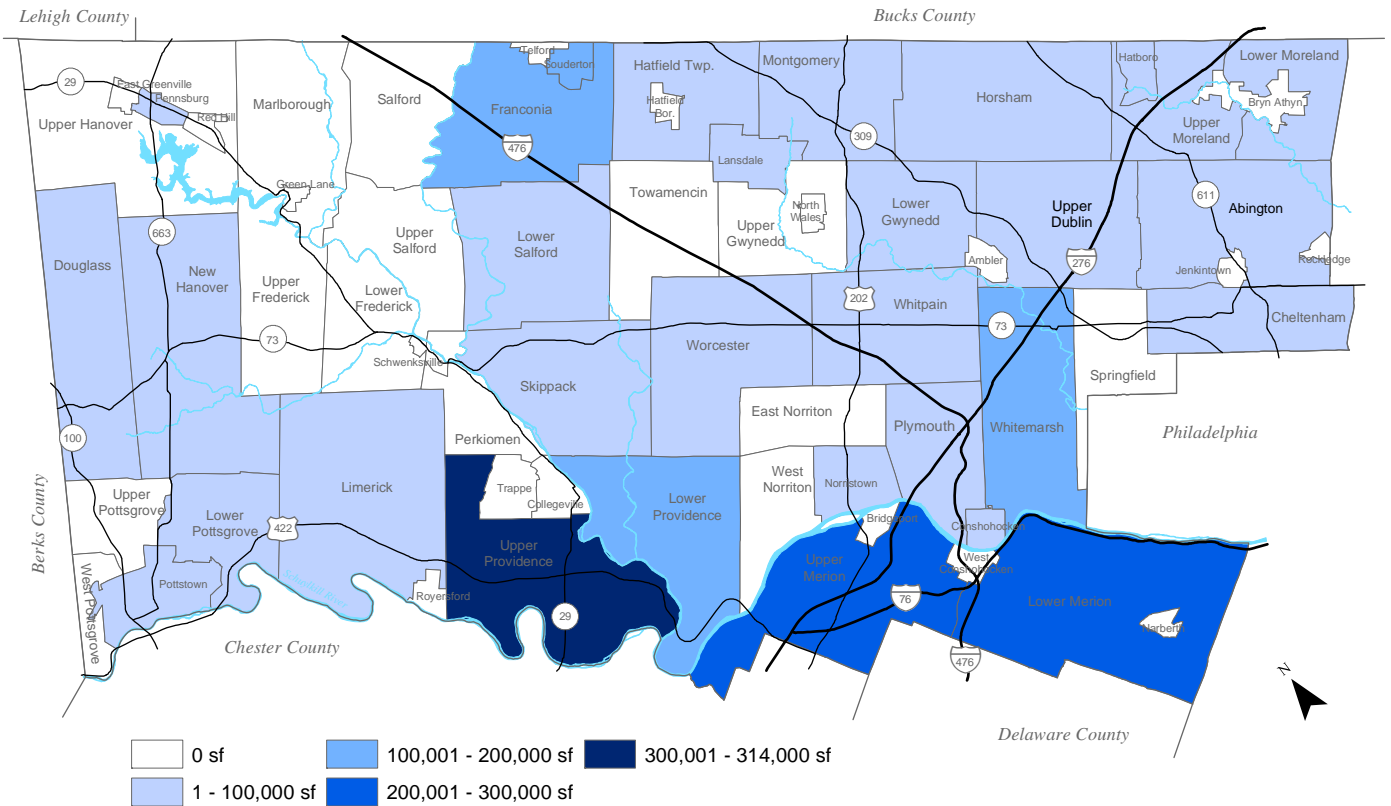 Lehigh County
Bucks County
29
East Greenville
Pennsburg
Red Hill
Upper Hanover
Marlborough
Salford
Telford
Souderton
Franconia
476
Hatfield Twp.
Hatfield
Bor.
Montgomery
309
Horsham
Hatboro
Lower Moreland
Bryn Athyn
Upper
Moreland
Lansdale
Green Lane
Towamencin
Upper
Gwynedd
North
Wales
Lower
Gwynedd
Upper
Dublin
611
Abington
Ambler
276
Jenkintown
Rockledge
Douglass
663
New
Hanover
Upper
Frederick
Lower
Frederick
Upper
Salford
Lower
Salford
202
Whitpain
73
Cheltenham
73
Schwenksville
Skippack
Worcester
Springfield
East Norriton
Plymouth
Whitemarsh
Philadelphia
100
Berks County
Perkiomen
Trappe
Collegeville
Limerick
Upper
Pottsgrove
Lower
Pottsgrove
422
West
Norriton
Norristown
Lower
Providence
Upper
Providence
Bridgeport
Conshohocken
West
Conshohocken
Upper
Merion
76
Lower Merion
Narberth
West Pottsgrove
Pottstown
Schuylkill River
Royersford
29
476
Chester County
Delaware County
N
0 sf
1 - 100,000 sf
100,001 - 200,000 sf
200,001 - 300,000 sf
300,001 - 314,000 sf